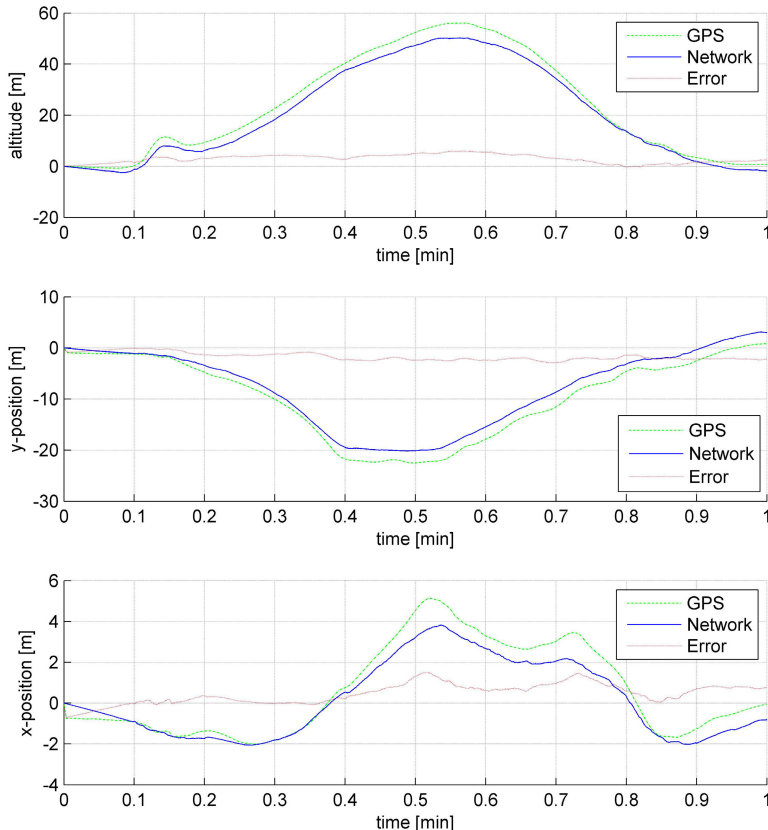 60
40
20
0
-20
altitude [m]
GPS
Network
Error
0 0.1 0.2 0.3 0.4 0.5 0.6 0.7 0.8 0.9 1
time [min]
10
0
-10
-20
-30
y-position [m]
GPS
Network
Error
0 0.1 0.2 0.3 0.4 0.5 0.6 0.7 0.8 0.9 1
time [min]
6
4
2
0
-2
-4
x-position [m]
GPS
Network
Error
0 0.1 0.2 0.3 0.4 0.5 0.6 0.7 0.8 0.9 1
time [min]